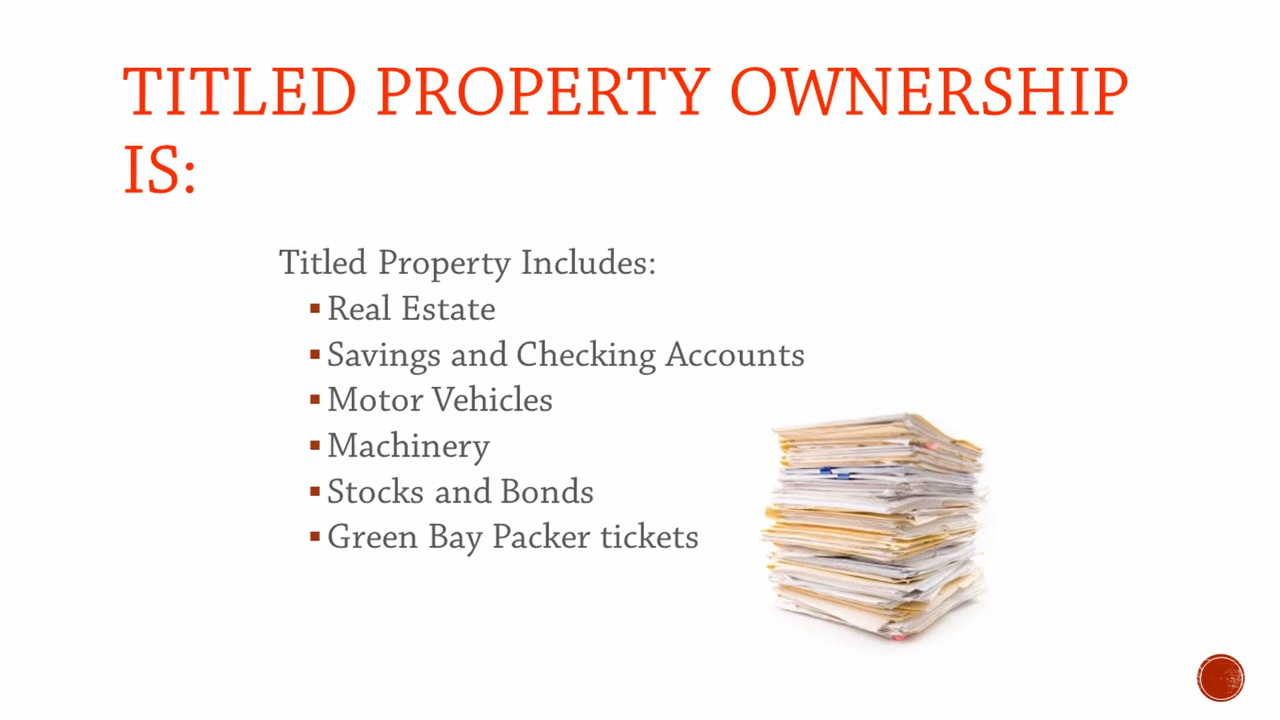 TITLED PROPERTY OWNERSHIP
IS:
Titled Property Includes:
▪Real Estate
▪Savings and Checking Accounts
▪Motor Vehicles
▪Machinery
▪Stocks and Bonds
▪Green Bay Packer tickets